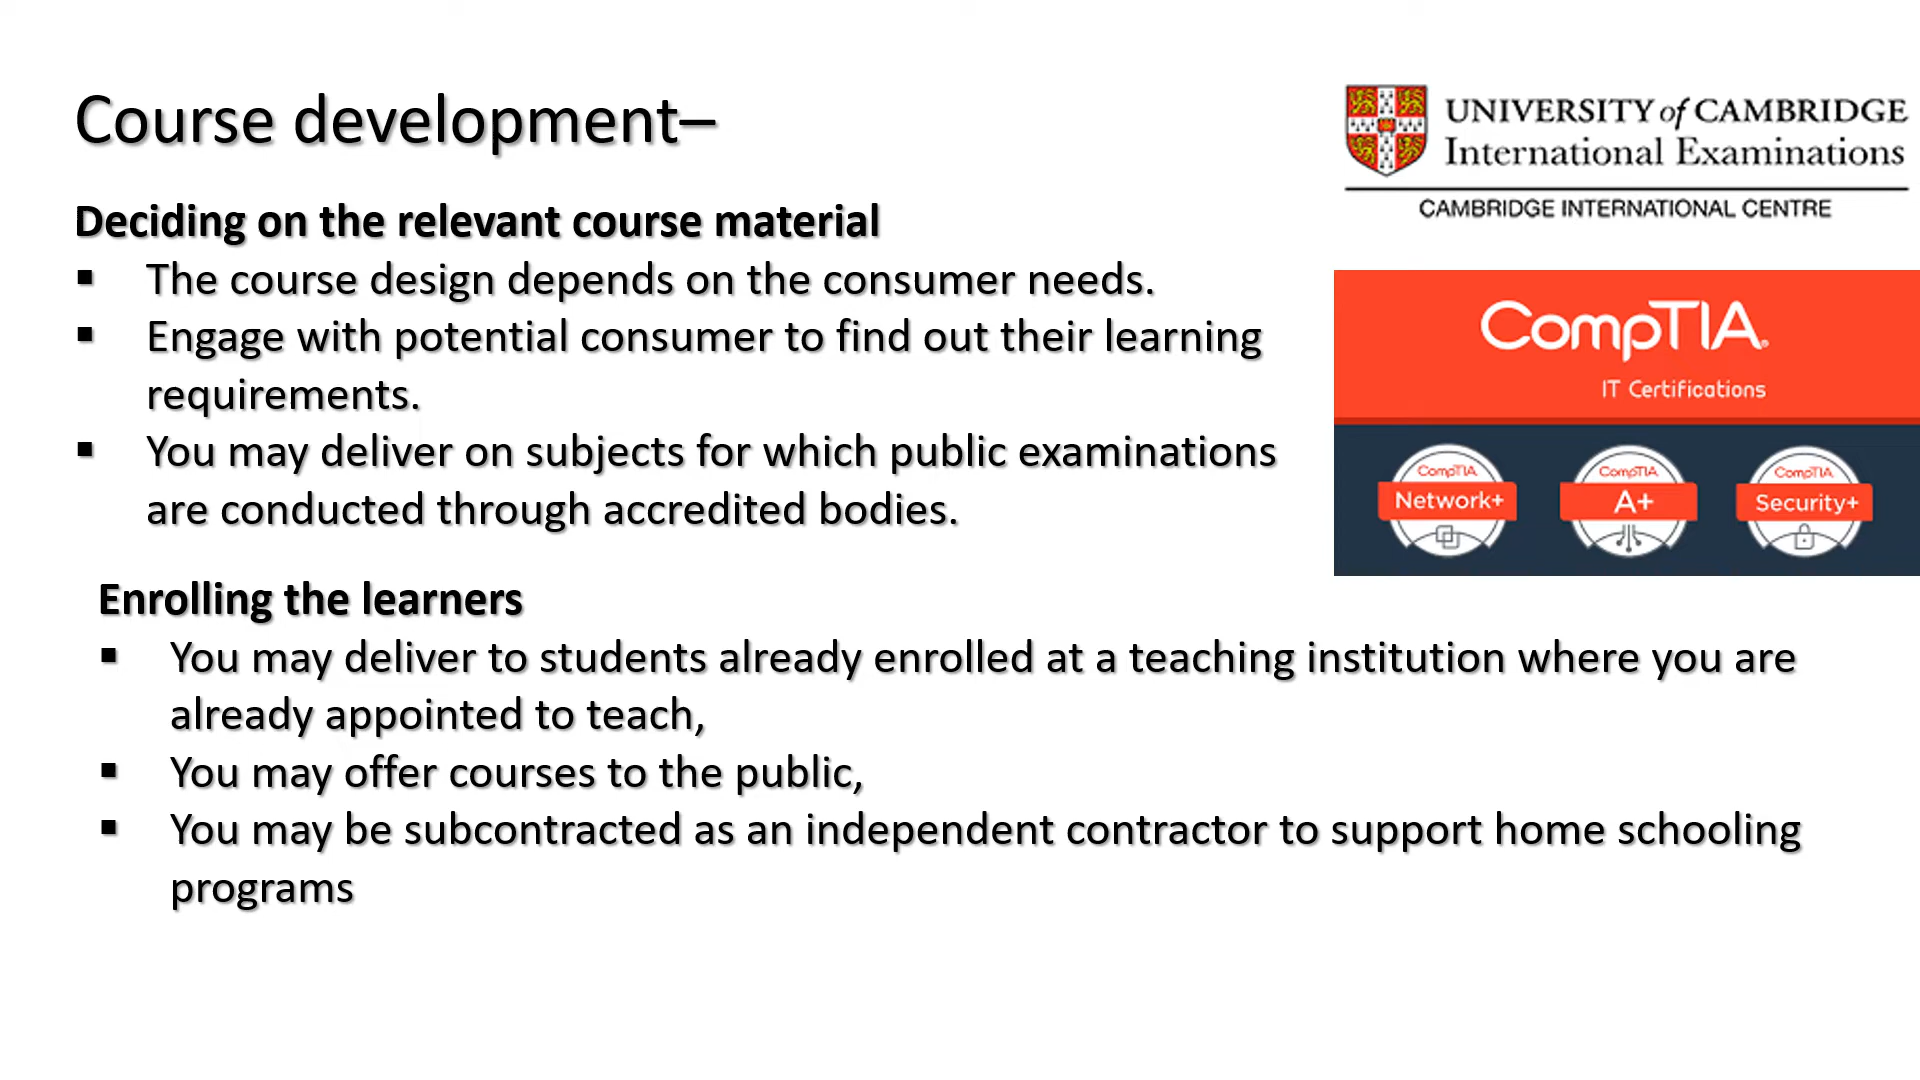 Course development–
UNIVERSITY of CAMBRIDGE
International Examinations
CAMBRIDGE INTERNATIONAL CENTRE
Deciding on the relevant course material
▪ The course design depends on the consumer needs.
▪ Engage with potential consumer to find out their learning
requirements.
▪ You may deliver on subjects for which public examinations
are conducted through accredited bodies.
CompTIA®
IT Certifications
CompTIA
Network+
CompTIA
A+
CompTIA
Security+
Enrolling the learners
▪ You may deliver to students already enrolled at a teaching institution where you are
already appointed to teach,
▪ You may offer courses to the public,
▪ You may be subcontracted as an independent contractor to support home schooling
programs